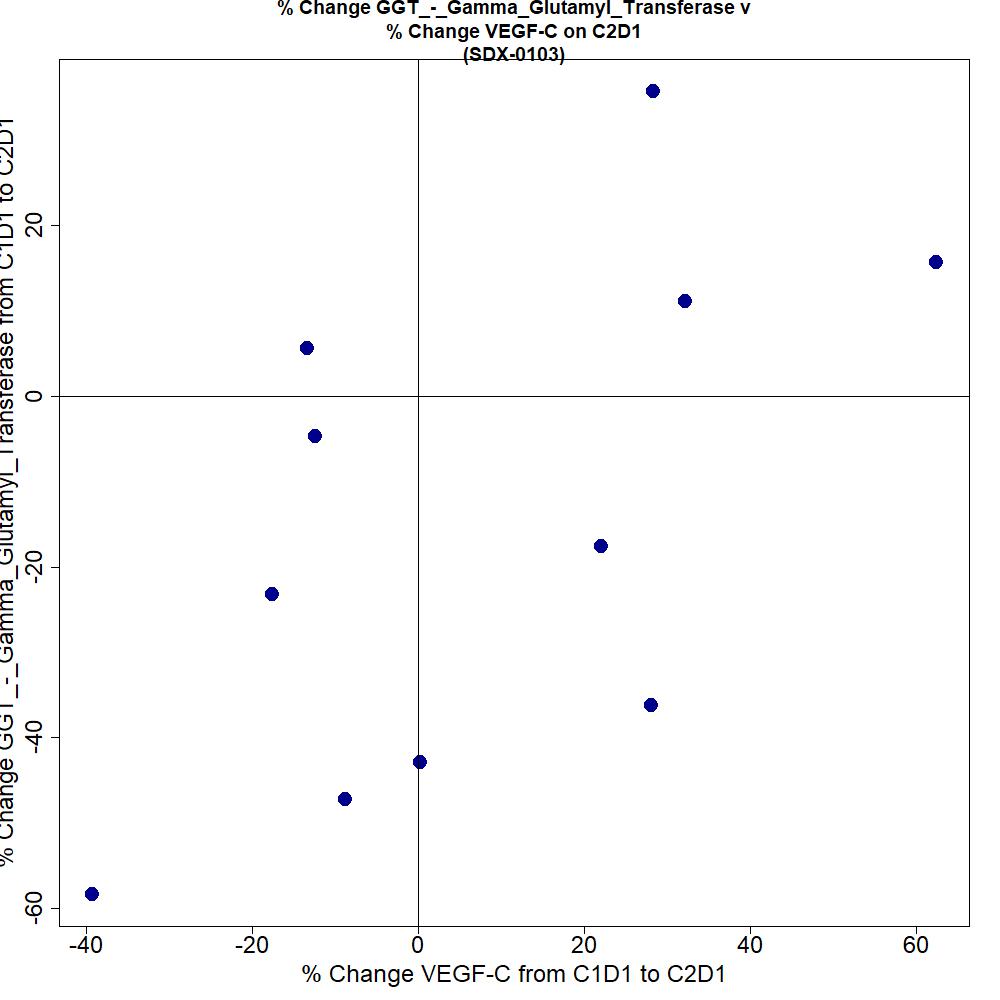 % Change GGT_-_Gamma_Glutamyl_Transferase v
% Change VEGF-C on C2D1
(SDX-0103)
% Change GGT_-_Gamma_Glutamyl_Transferase from C1D1 to C2D1
20
0
-20
-40
-60
-40
-20
0
20
40
60
% Change VEGF-C from C1D1 to C2D1